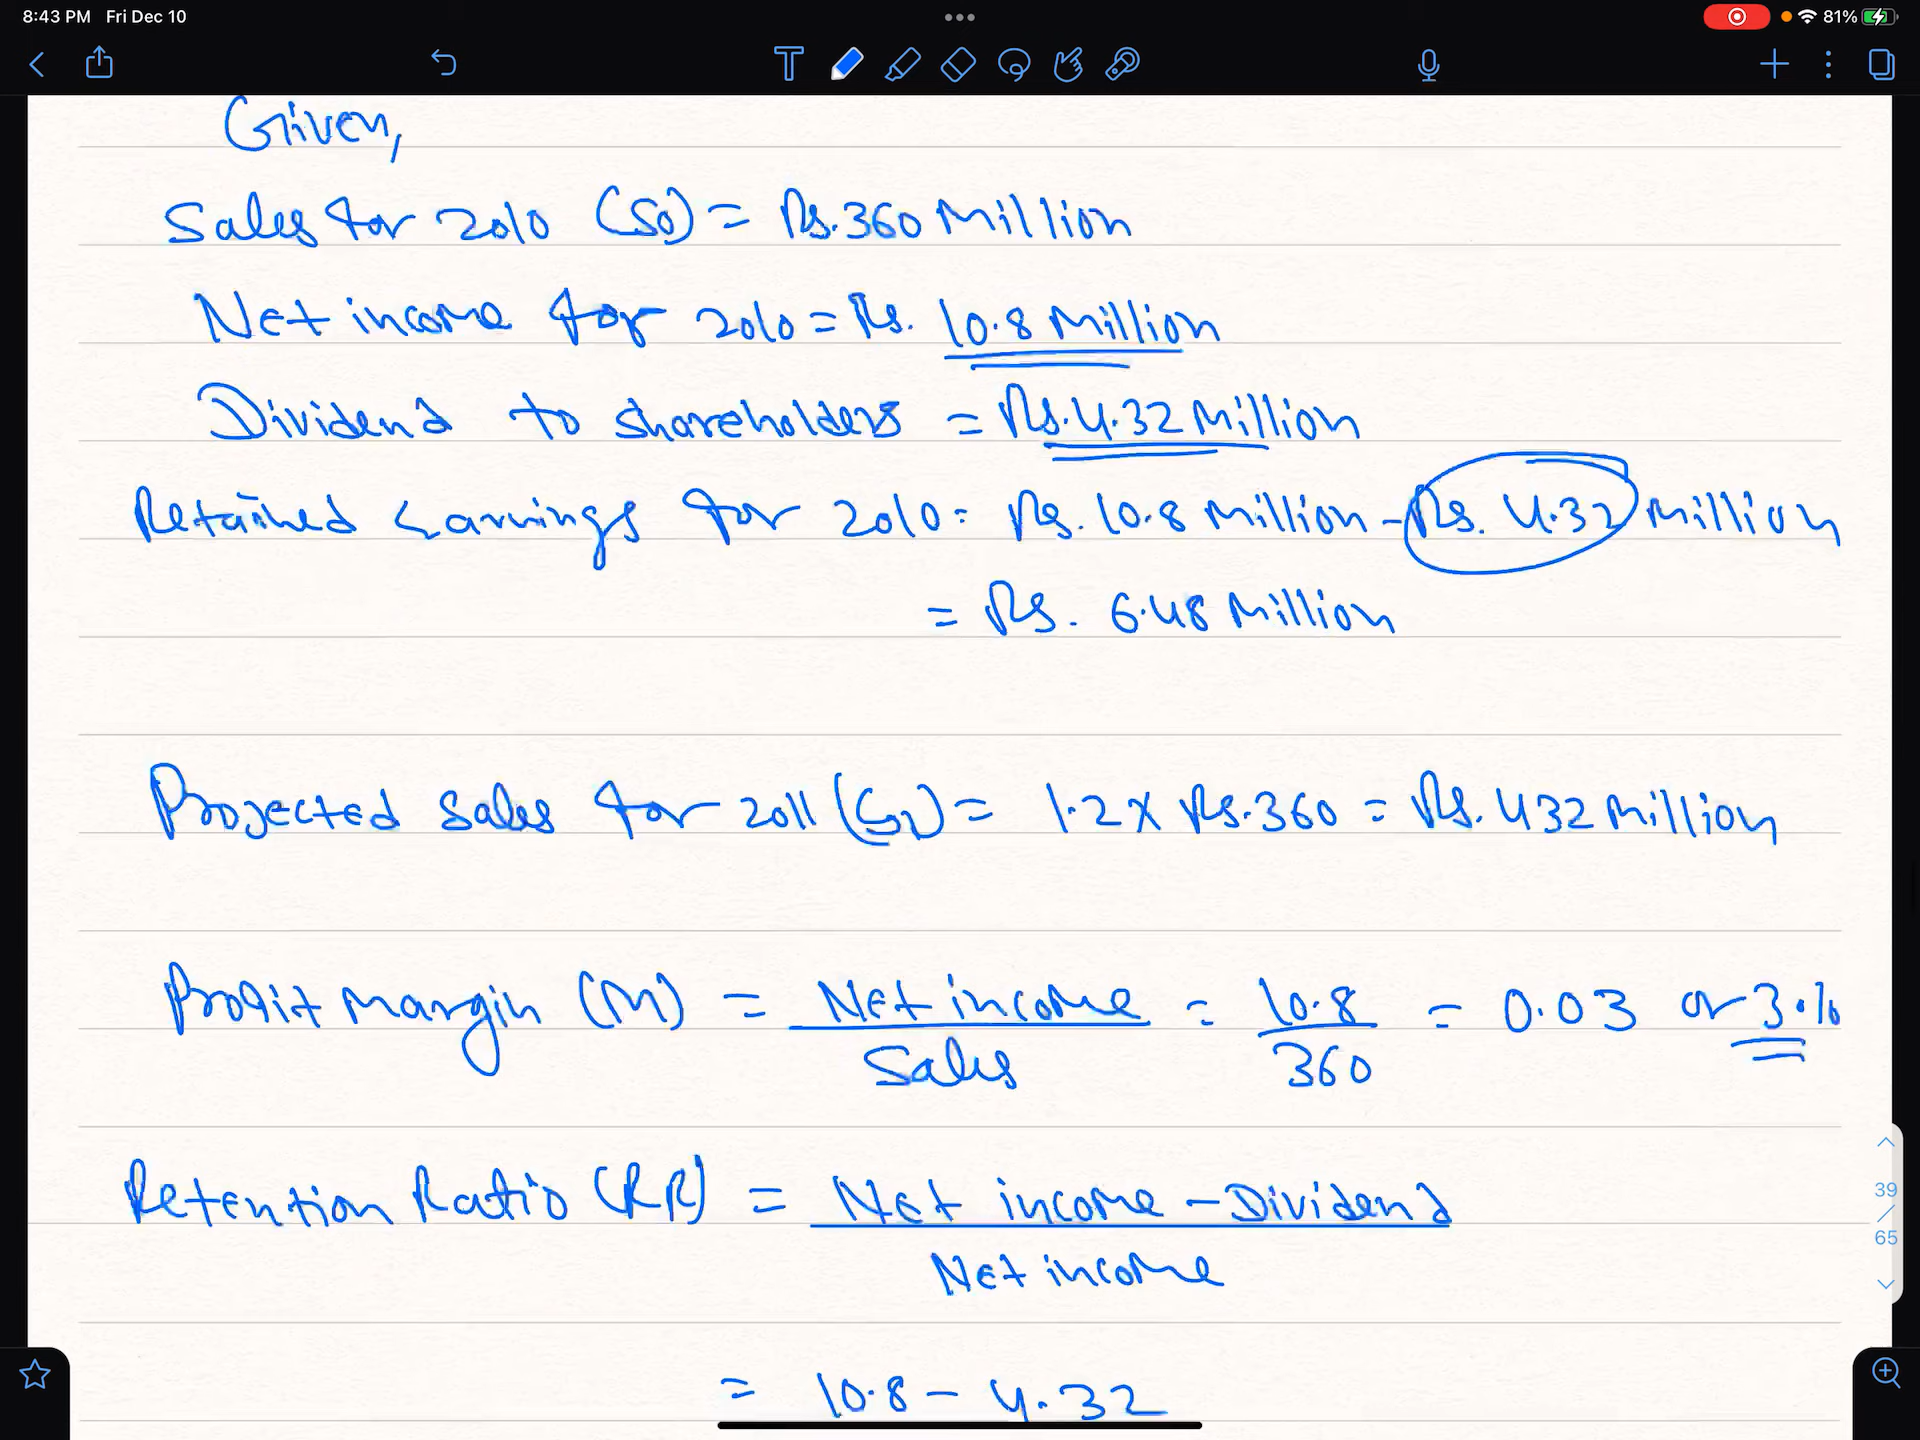 8:43 PM Fri Dec 10
81%
Given,
Sales for 2010 (S0) = Rs.360 Million
Net income for 2010 = Rs. 10.8 Million
Dividend to shareholders = Rs.4.32 Million
Retained Earnings for 2010 = Rs. 10.8 Million - Rs. 4.32 Million
= Rs. 6.48 Million
Projected Sales for 2011 (S1) = 1.2 X Rs.360 = Rs. 432 Million
Profit Margin (M) = Net income = 10.8 = 0.03 or 3%
Sales 360
Retention Ratio (RR) = Net income - Dividend
Net income
= 10.8 - 4.32
39
/
65